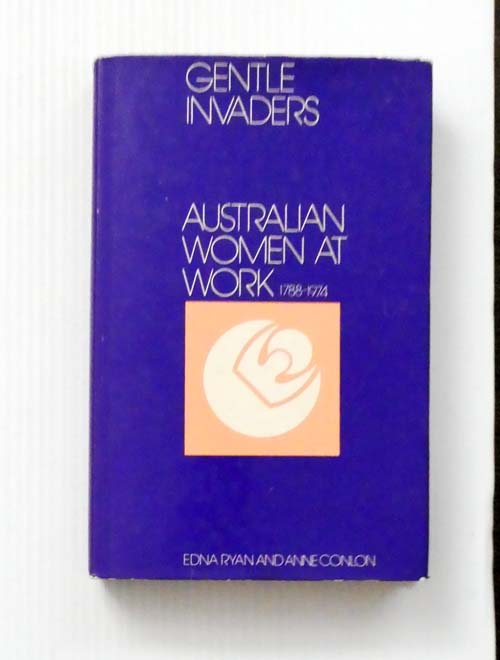 GENTLE
INVADERS
AUSTRALIAN
WOMEN AT
WORK 1788-1974
EDNA RYAN AND ANNE CONLON